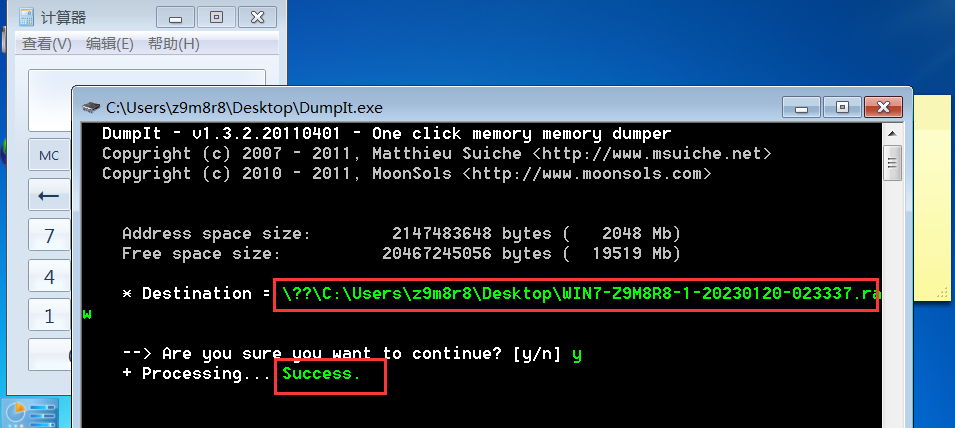 计算器
查看(V) 编辑(E) 帮助(H)
MC
←
7
4
1
C:\Users\z9m8r8\Desktop\DumpIt.exe
DumpIt - v1.3.2.20110401 - One click memory memory dumper
Copyright (c) 2007 - 2011, Matthieu Suiche <http://www.msuiche.net>
Copyright (c) 2010 - 2011, MoonSols <http://www.moonsols.com>
Address space size: 2147483648 bytes ( 2048 Mb)
Free space size: 20467245056 bytes ( 19519 Mb)
* Destination = \??\C:\Users\z9m8r8\Desktop\WIN7-Z9M8R8-1-20230120-023337.ra
w
--> Are you sure you want to continue? [y/n] y
+ Processing... Success.